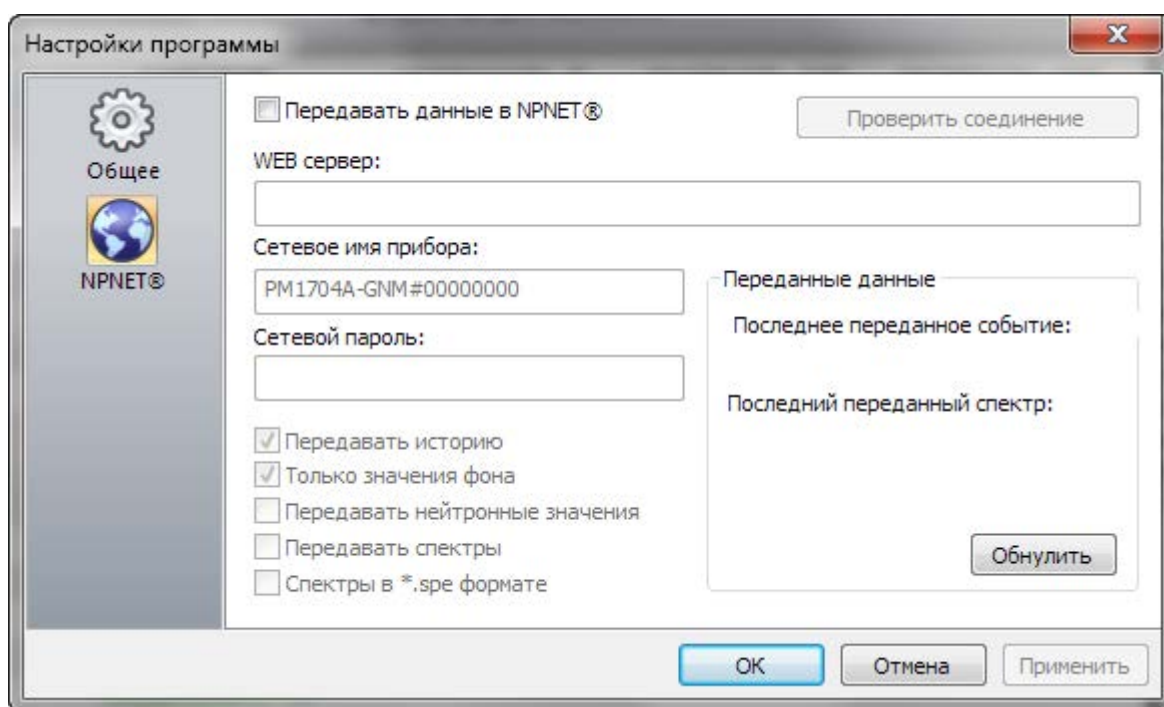 Настройки программы
Общее
NPNET®
Передавать данные в NPNET®
Проверить соединение
WEB сервер:
Сетевое имя прибора:
PM1704A-GNM#00000000
Сетевой пароль:
Передавать историю
Только значения фона
Передавать нейтронные значения
Передавать спектры
Спектры в *.spe формате
Переданные данные
Последнее переданное событие:
Последний переданный спектр:
Обнулить
ОК
Отмена
Применить